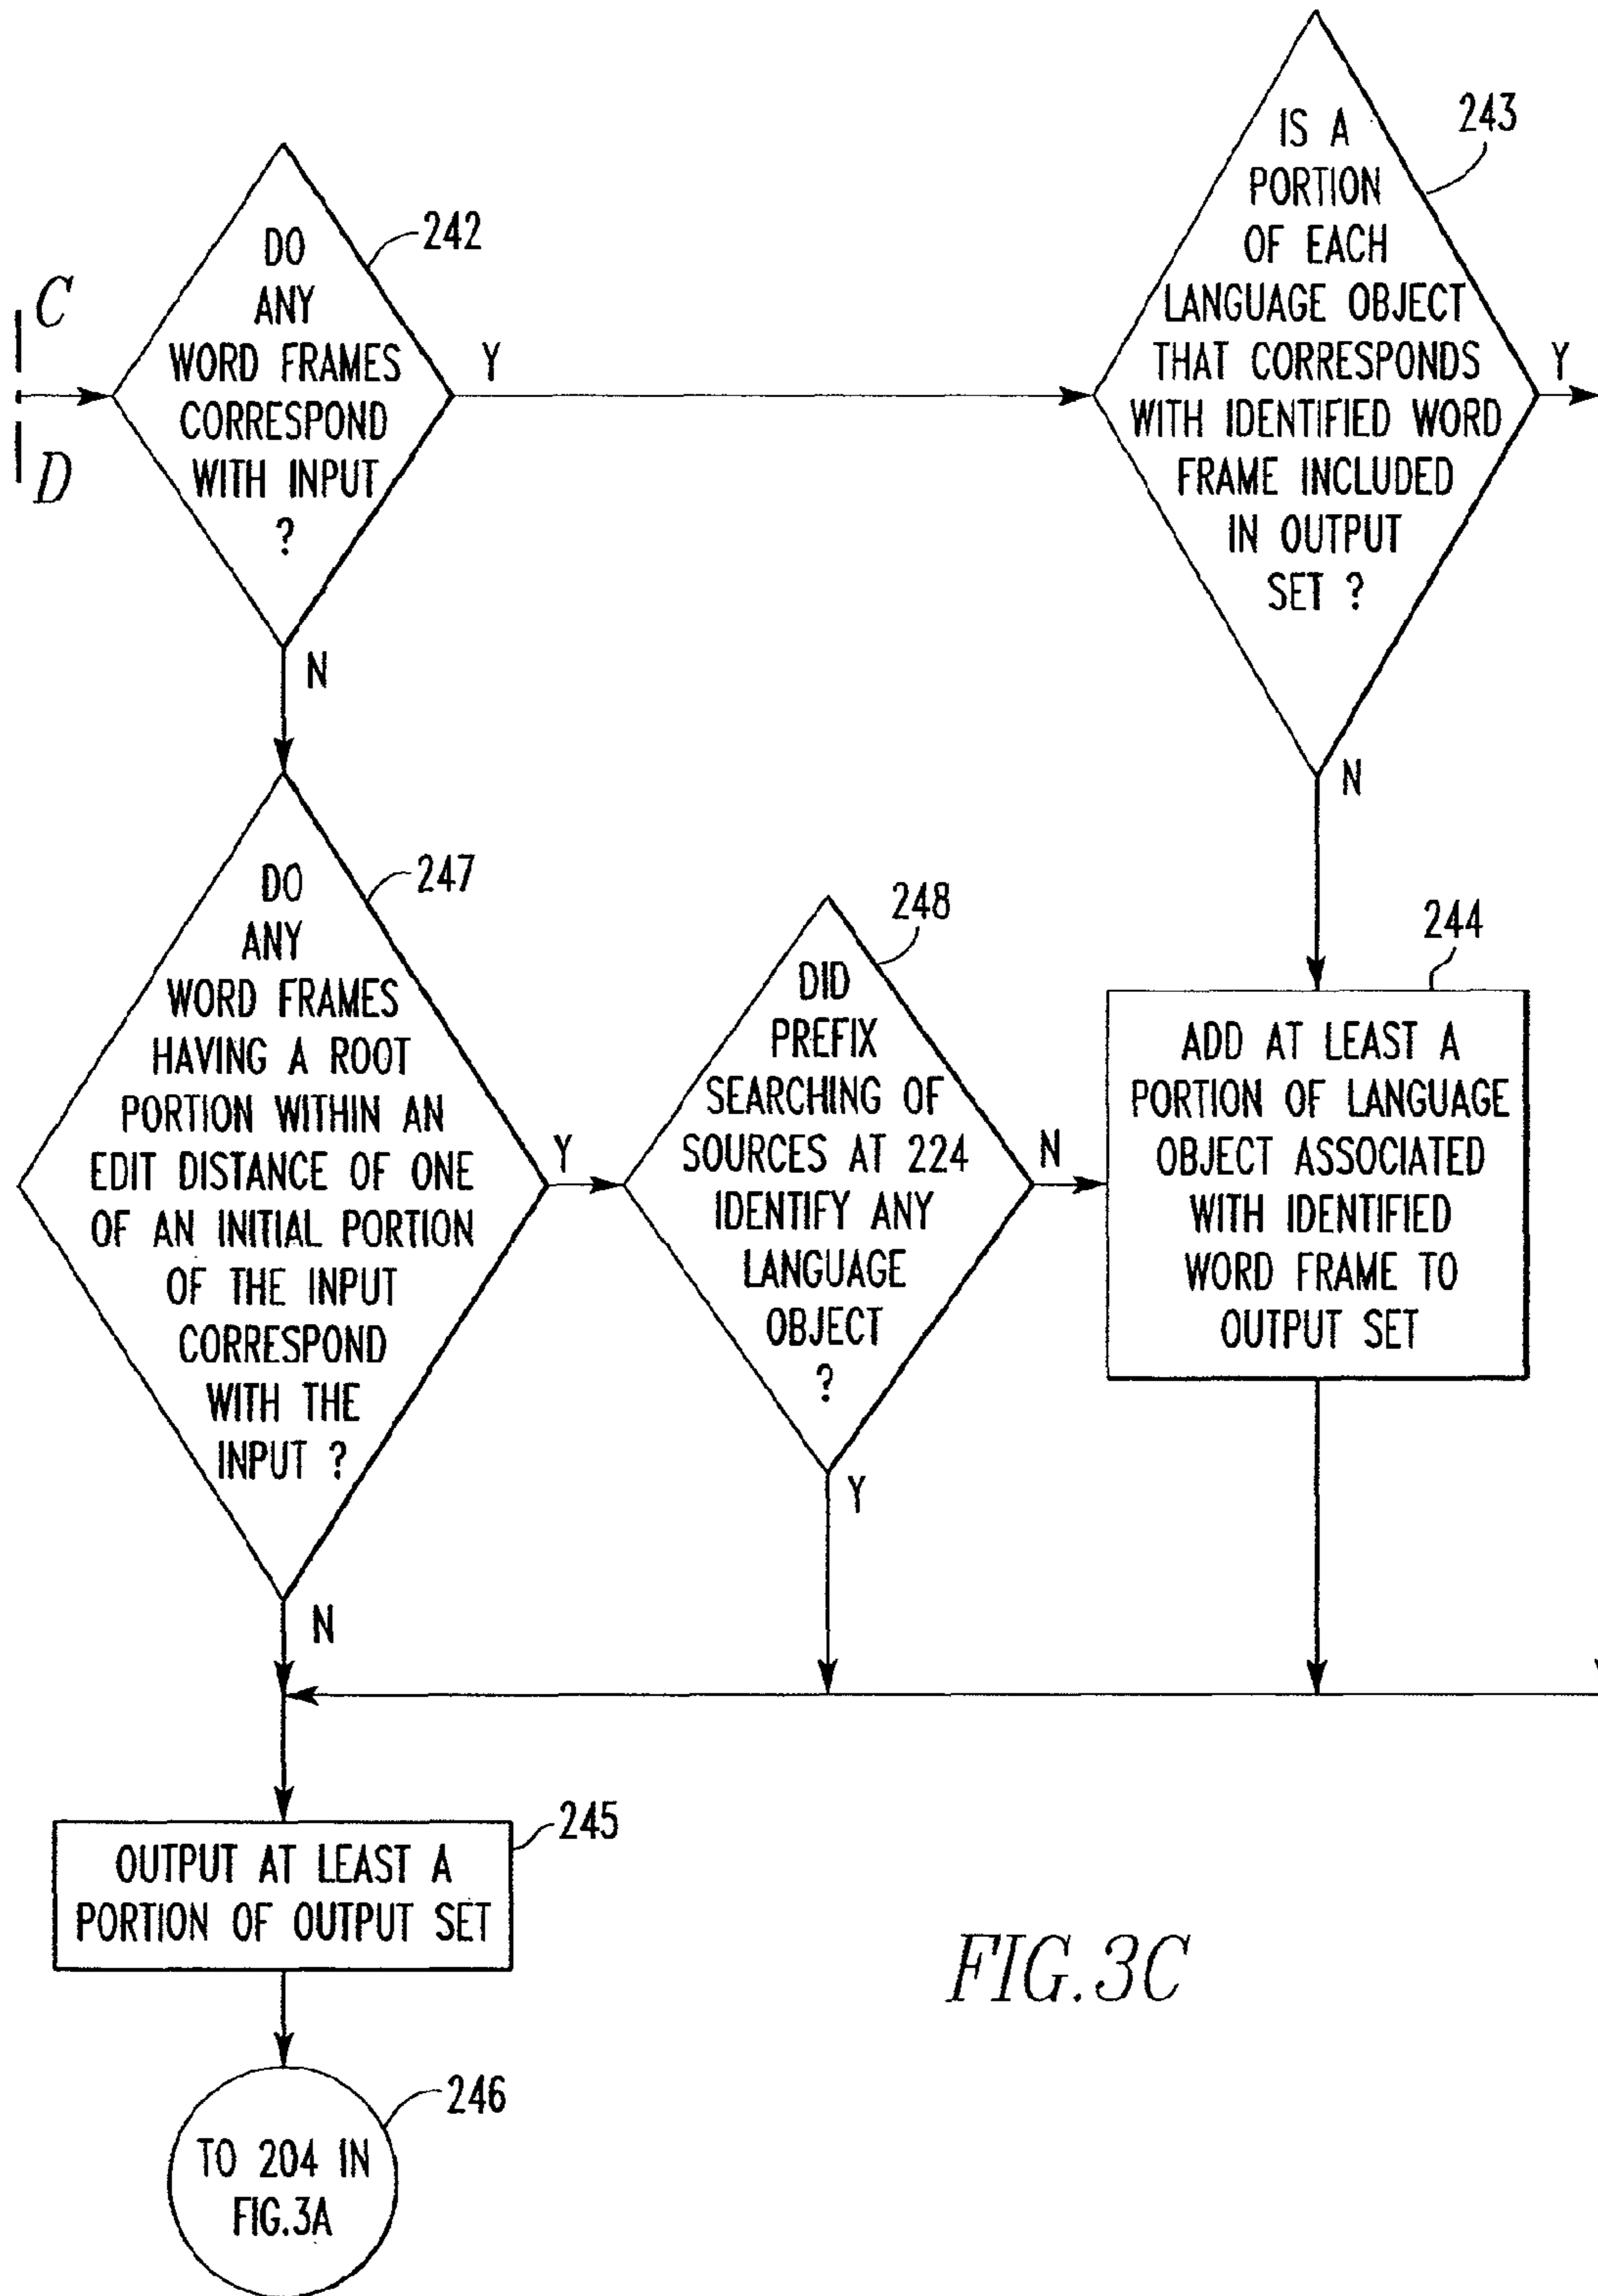 C
D
242
DO
ANY
WORD FRAMES
CORRESPOND
WITH INPUT
?
Y
N
243
IS A
PORTION
OF EACH
LANGUAGE OBJECT
THAT CORRESPONDS
WITH IDENTIFIED WORD
FRAME INCLUDED
IN OUTPUT
SET ?
Y
N
247
DO
ANY
WORD FRAMES
HAVING A ROOT
PORTION WITHIN AN
EDIT DISTANCE OF ONE
OF AN INITIAL PORTION
OF THE INPUT
CORRESPOND
WITH THE
INPUT ?
Y
N
248
DID
PREFIX
SEARCHING OF
SOURCES AT 224
IDENTIFY ANY
LANGUAGE
OBJECT
?
N
Y
244
ADD AT LEAST A
PORTION OF LANGUAGE
OBJECT ASSOCIATED
WITH IDENTIFIED
WORD FRAME TO
OUTPUT SET
245
OUTPUT AT LEAST A
PORTION OF OUTPUT SET
246
TO 204 IN
FIG.3A
FIG.3C